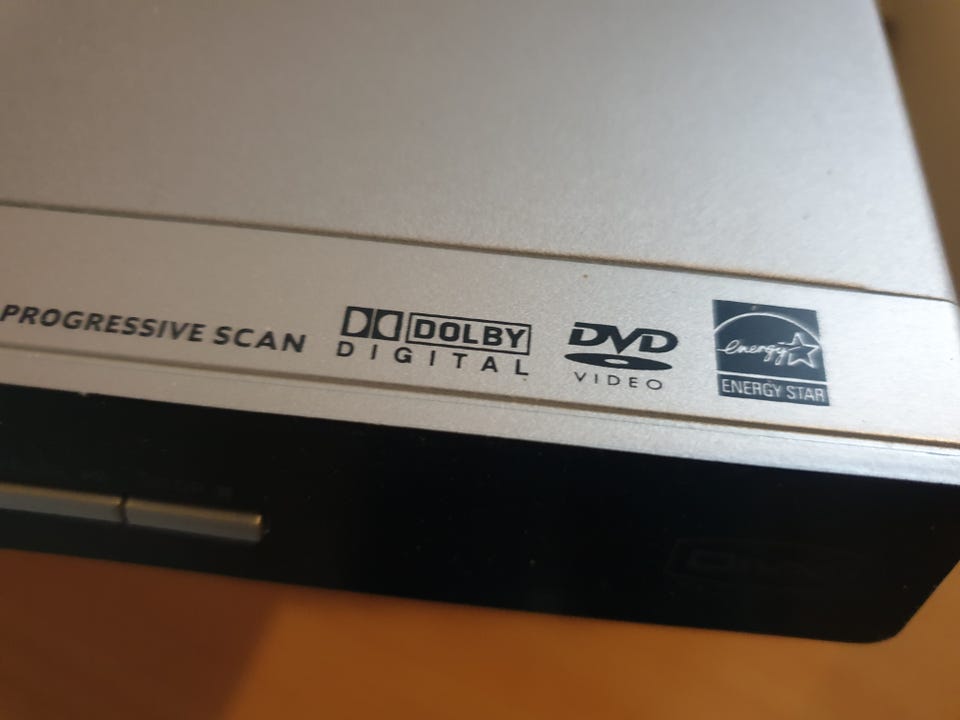 PROGRESSIVE SCAN
DOLBY
DIGITAL
DVD
VIDEO
energy
ENERGY STAR